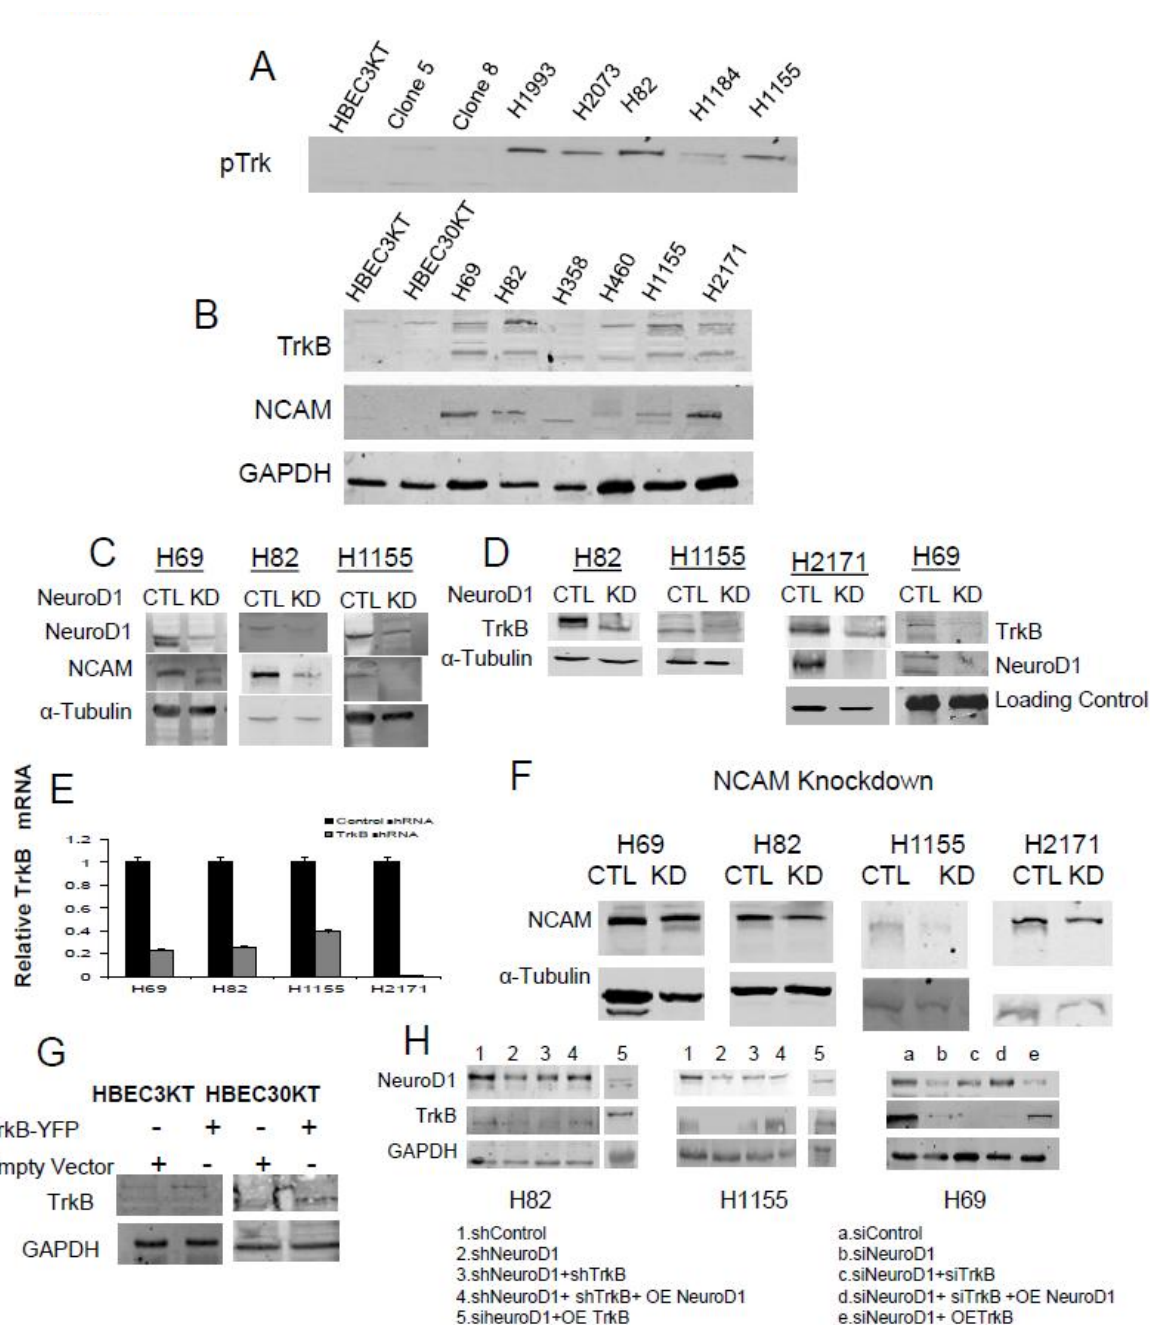 A
HBEC3KT Clone 5 Clone 8 H1993 H2073 H82 H1184 H1155
pTrk
HBEC3KT HBEC30KT H69 H82 H358 H460 H1155 H2171
B
TrkB
NCAM
GAPDH
C H69 H82 H1155
NeuroD1 CTL KD CTL KD CTL KD
NeuroD1
NCAM
α-Tubulin
D H82 H1155 H2171 H69
NeuroD1 CTL KD CTL KD CTL KD CTL KD
TrkB TrkB
α-Tubulin NeuroD1
Loading Control
E
Relative TrkB mRNA
Control shRNA
TrkB shRNA
1.2
1
0.8
0.6
0.4
0.2
0
H69 H82 H1155 H2171
F NCAM Knockdown
H69 H82 H1155 H2171
CTL KD CTL KD CTL KD CTL KD
NCAM
α-Tubulin
G
HBEC3KT HBEC30KT
rkB-YFP - + - +
mpty Vector + - + -
TrkB
GAPDH
H
1 2 3 4 5 1 2 3 4 5 a b c d e
NeuroD1
TrkB
GAPDH
H82 H1155 H69
1.shControl
2.shNeuroD1
3.shNeuroD1+shTrkB
4.shNeuroD1+ shTrkB+ OE NeuroD1
5.siheuroD1+OE TrkB
a.siControl
b.siNeuroD1
c.siNeuroD1+siTrkB
d.siNeuroD1+ siTrkB +OE NeuroD1
e.siNeuroD1+ OETrkB